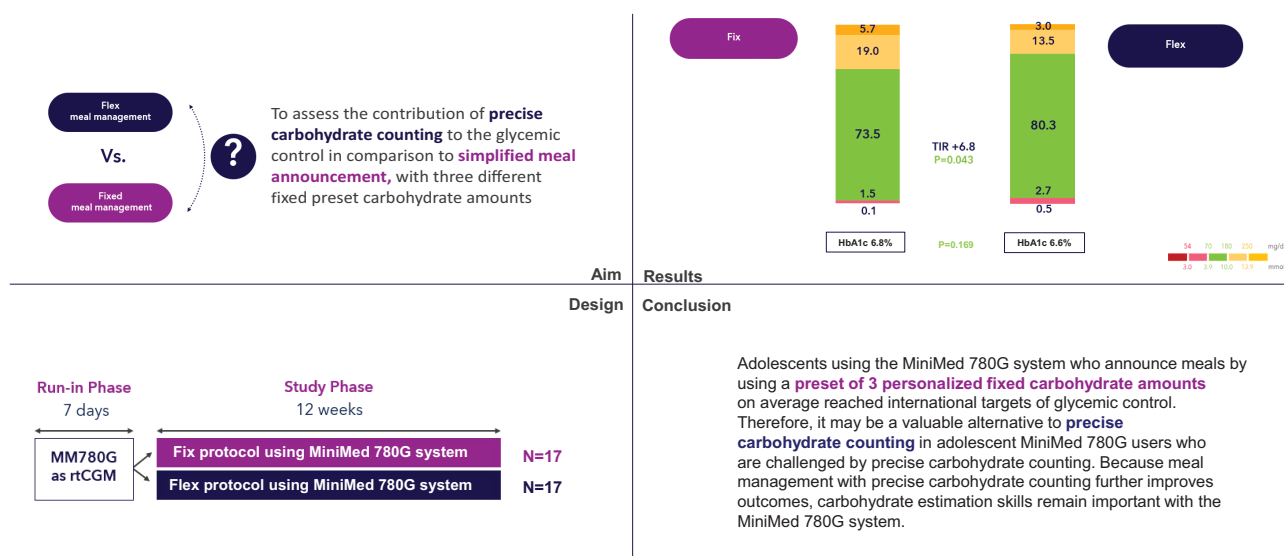 Flex
meal management
Vs.
Fixed
meal management
?
To assess the contribution of precise
carbohydrate counting to the glycemic
control in comparison to simplified meal
announcement, with three different
fixed preset carbohydrate amounts
Aim
Fix
5.7
19.0
73.5
1.5
0.1
HbA1c 6.8%
TIR +6.8
P=0.043
P=0.169
3.0
13.5
80.3
2.7
0.5
HbA1c 6.6%
Flex
54 70 180 250 mg/d
3.0 3.9 10.0 13.9 mmo
Results
Design
Run-in Phase
7 days
Study Phase
12 weeks
MM780G
as rtCGM
Fix protocol using MiniMed 780G system
N=17
Flex protocol using MiniMed 780G system
N=17
Conclusion
Adolescents using the MiniMed 780G system who announce meals by
using a preset of 3 personalized fixed carbohydrate amounts
on average reached international targets of glycemic control.
Therefore, it may be a valuable alternative to precise
carbohydrate counting in adolescent MiniMed 780G users who
are challenged by precise carbohydrate counting. Because meal
management with precise carbohydrate counting further improves
outcomes, carbohydrate estimation skills remain important with the
MiniMed 780G system.